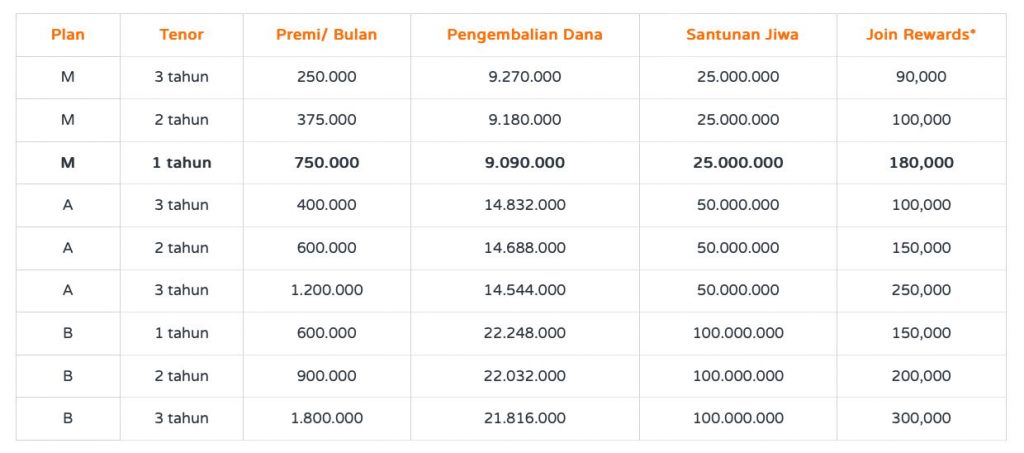 Plan Tenor Premi/ Bulan Pengembalian Dana Santunan Jiwa Join Rewards*
M 3 tahun 250.000 9.270.000 25.000.000 90,000
M 2 tahun 375.000 9.180.000 25.000.000 100,000
M 1 tahun 750.000 9.090.000 25.000.000 180,000
A 3 tahun 400.000 14.832.000 50.000.000 100,000
A 2 tahun 600.000 14.688.000 50.000.000 150,000
A 3 tahun 1.200.000 14.544.000 50.000.000 250,000
B 1 tahun 600.000 22.248.000 100.000.000 150,000
B 2 tahun 900.000 22.032.000 100.000.000 200,000
B 3 tahun 1.800.000 21.816.000 100.000.000 300,000